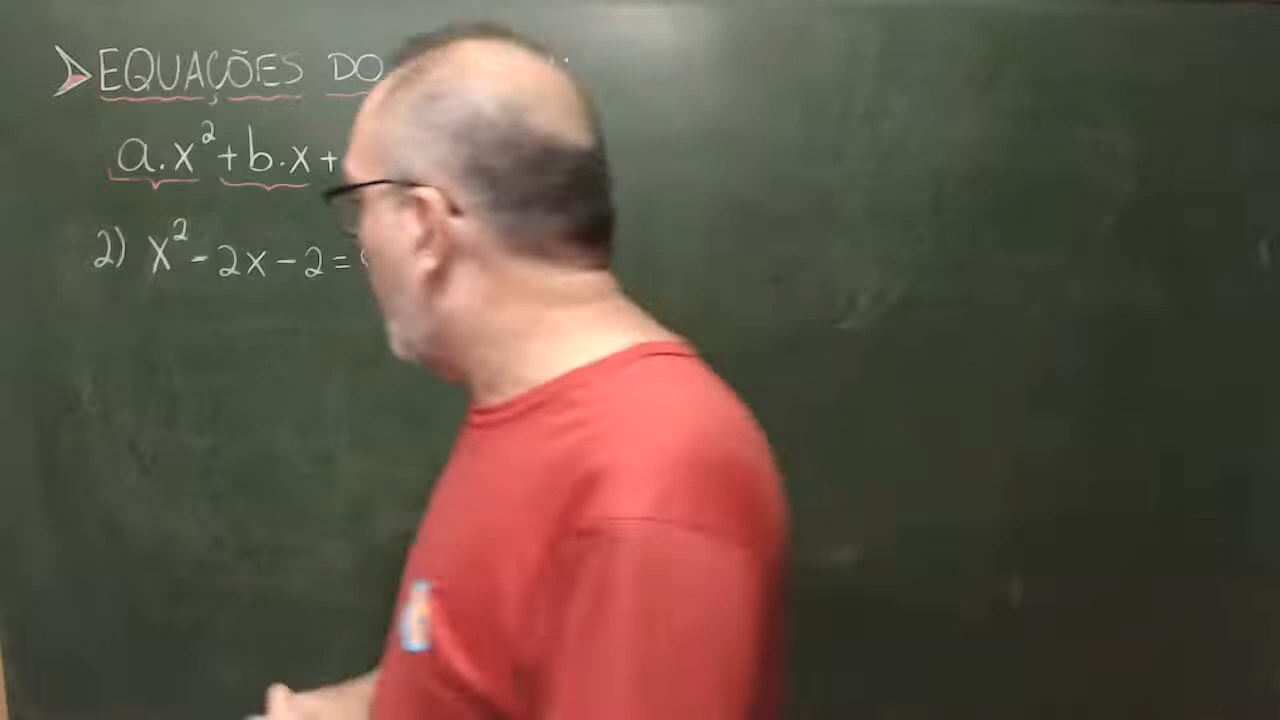 EQUAÇÕES DO
a.x²+b.x+
2) x²-2x-2=